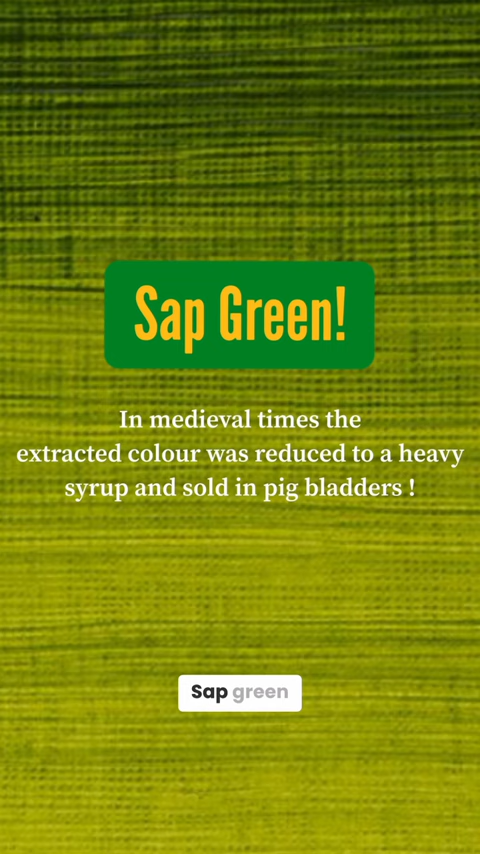 Sap Green!
In medieval times the
extracted colour was reduced to a heavy
syrup and sold in pig bladders !
Sap green